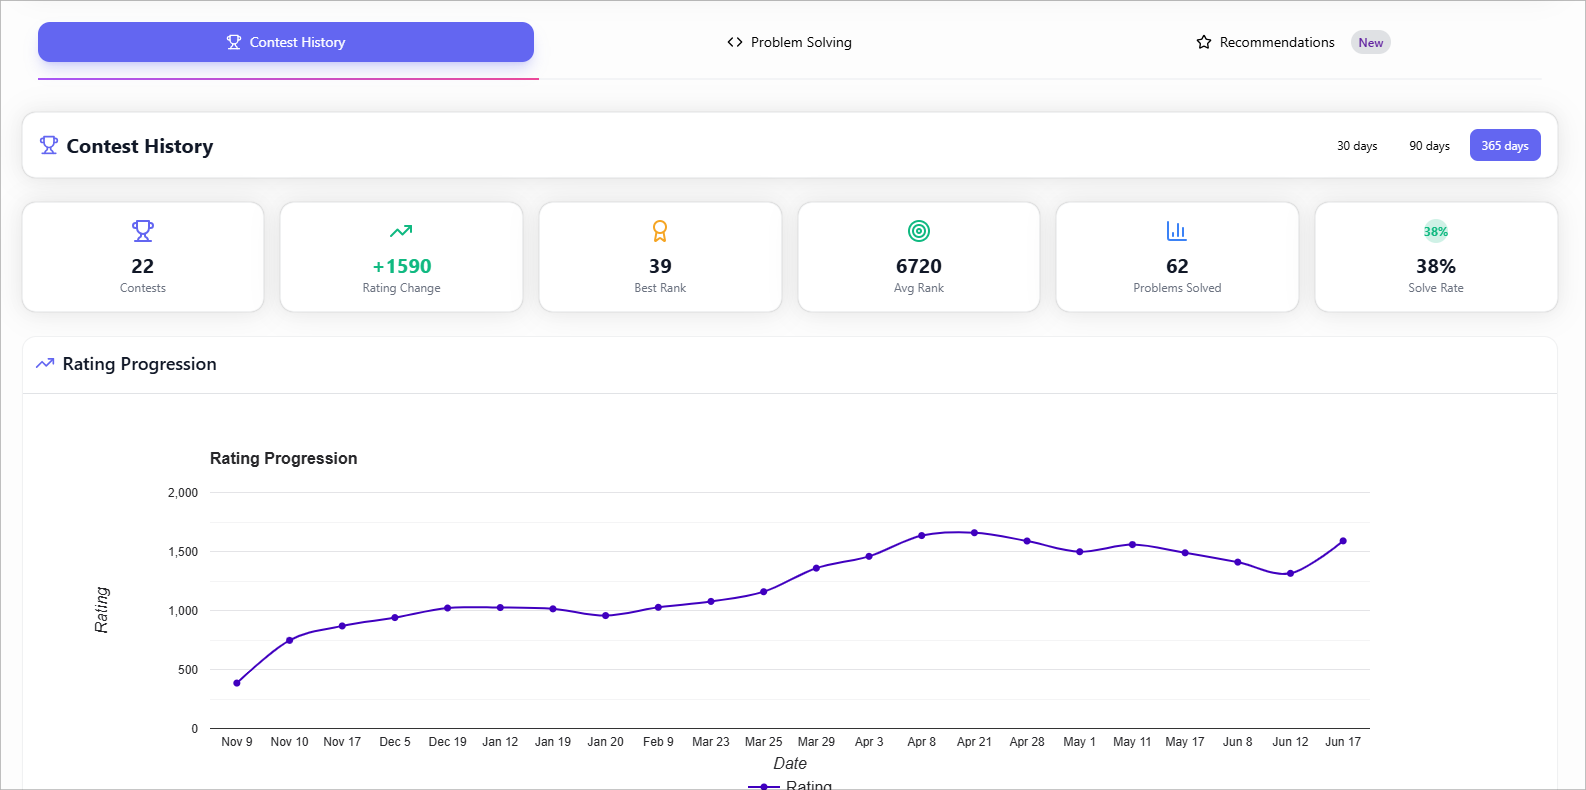 Contest History
Problem Solving
Recommendations New
Contest History
30 days 90 days 365 days
22
Contests
+1590
Rating Change
39
Best Rank
6720
Avg Rank
62
Problems Solved
38%
38%
Solve Rate
Rating Progression
Rating Progression
2,000
1,500
1,000
500
0
Rating
Nov 9 Nov 10 Nov 17 Dec 5 Dec 19 Jan 12 Jan 19 Jan 20 Feb 9 Mar 23 Mar 25 Mar 29 Apr 3 Apr 8 Apr 21 Apr 28 May 1 May 11 May 17 Jun 8 Jun 12 Jun 17
Date
Rating